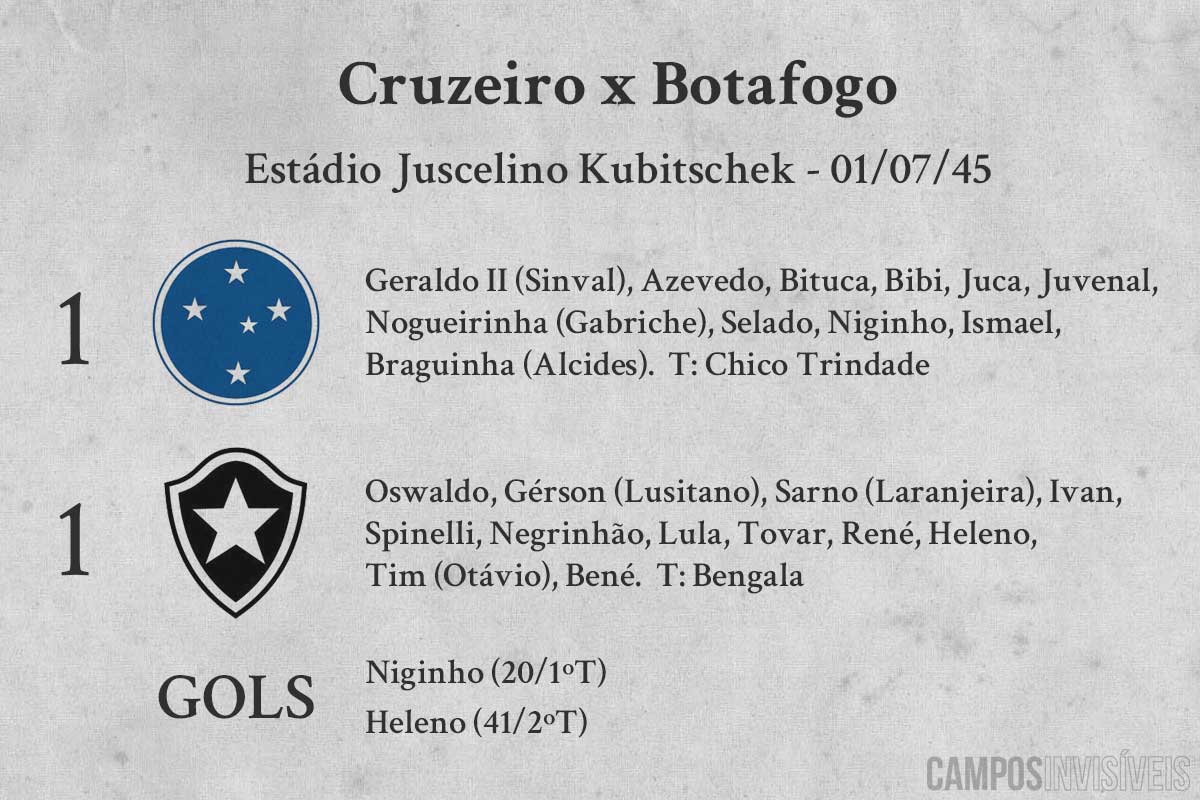 Cruzeiro x Botafogo
Estádio Juscelino Kubitschek - 01/07/45
1
Geraldo II (Sinval), Azevedo, Bituca, Bibi, Juca, Juvenal,
Nogueirinha (Gabriche), Selado, Niginho, Ismael,
Braguinha (Alcides). T: Chico Trindade
1
Oswaldo, Gérson (Lusitano), Sarno (Laranjeira), Ivan,
Spinelli, Negrinhão, Lula, Tovar, René, Heleno,
Tim (Otávio), Bené. T: Bengala
GOLS
Niginho (20/1ºT)
Heleno (41/2ºT)
CAMPOSINVISÍVEIS